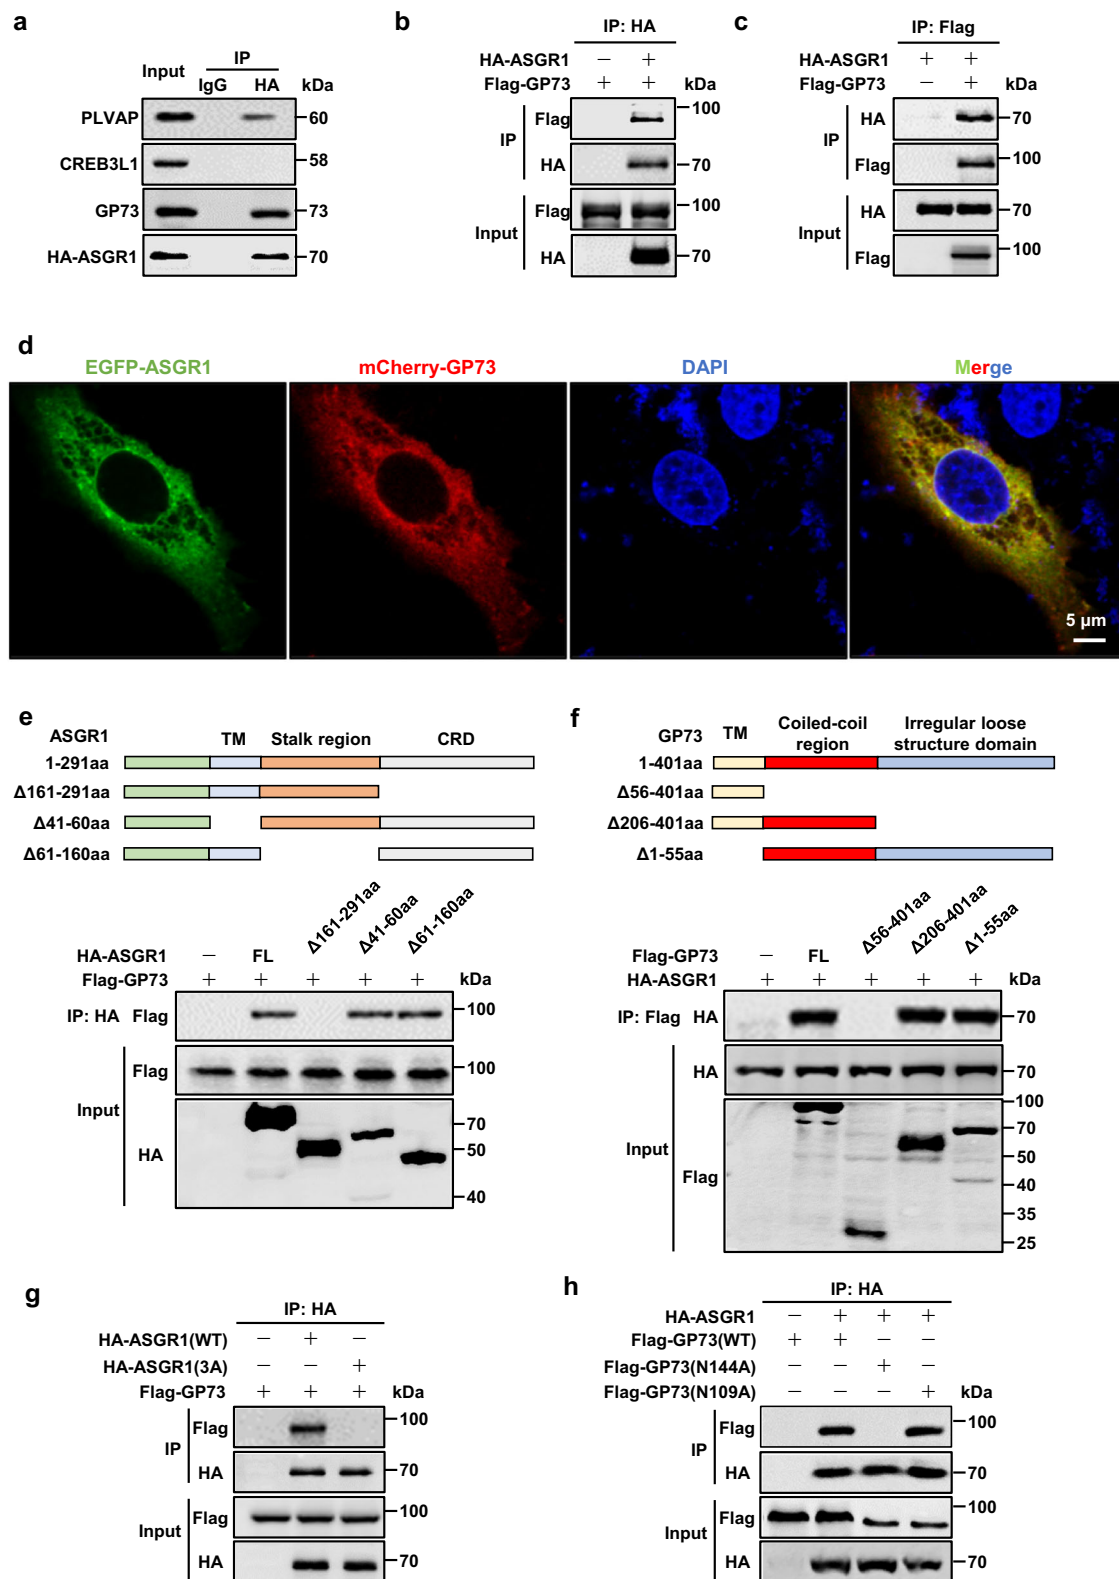 a
IP
Input
IgG
HA
kDa
PLVAP
60
CREB3L1
58
GP73
73
HA-ASGR1
70
b
IP: HA
HA-ASGR1 – +
Flag-GP73 + + kDa
100
IP
Flag
HA
70
Input
Flag
100
HA
70
c
IP: Flag
HA-ASGR1 + +
Flag-GP73 – + kDa
IP
HA
70
Flag
100
Input
HA
70
Flag
100
d
EGFP-ASGR1
mCherry-GP73
DAPI
Merge
5 μm
e
ASGR1
TM
Stalk region
CRD
1-291aa
Δ161-291aa
Δ41-60aa
Δ61-160aa
HA-ASGR1 – FL Δ161-291aa Δ41-60aa Δ61-160aa
Flag-GP73 + + + + + kDa
IP: HA Flag
100
Input
Flag
100
HA
70
50
40
f
GP73
TM
Coiled-coil
region
Irregular loose
structure domain
1-401aa
Δ56-401aa
Δ206-401aa
Δ1-55aa
Flag-GP73 – FL Δ56-401aa Δ206-401aa Δ1-55aa
HA-ASGR1 + + + + + kDa
IP: Flag HA
70
Input
HA
70
Flag
100
70
50
40
35
25
g
IP: HA
HA-ASGR1(WT) – + –
HA-ASGR1(3A) – – +
Flag-GP73 + + + kDa
IP
Flag
100
HA
70
Input
Flag
100
HA
70
h
IP: HA
HA-ASGR1 – + + +
Flag-GP73(WT) + + – –
Flag-GP73(N144A) – – + –
Flag-GP73(N109A) – – – + kDa
IP
Flag
100
HA
70
Input
Flag
100
HA
70